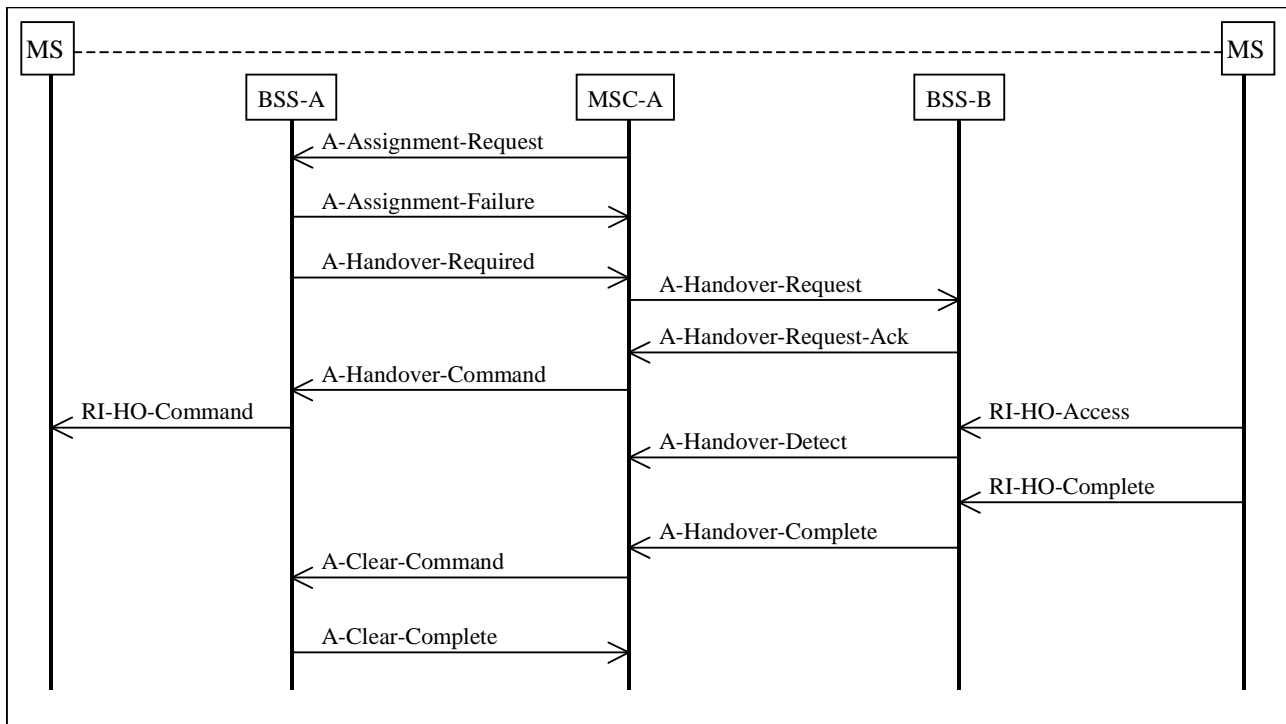 MS
MS
BSS-A
MSC-A
BSS-B
A-Assignment-Request
A-Assignment-Failure
A-Handover-Required
A-Handover-Request
A-Handover-Request-Ack
A-Handover-Command
RI-HO-Command
RI-HO-Access
A-Handover-Detect
RI-HO-Complete
A-Handover-Complete
A-Clear-Command
A-Clear-Complete